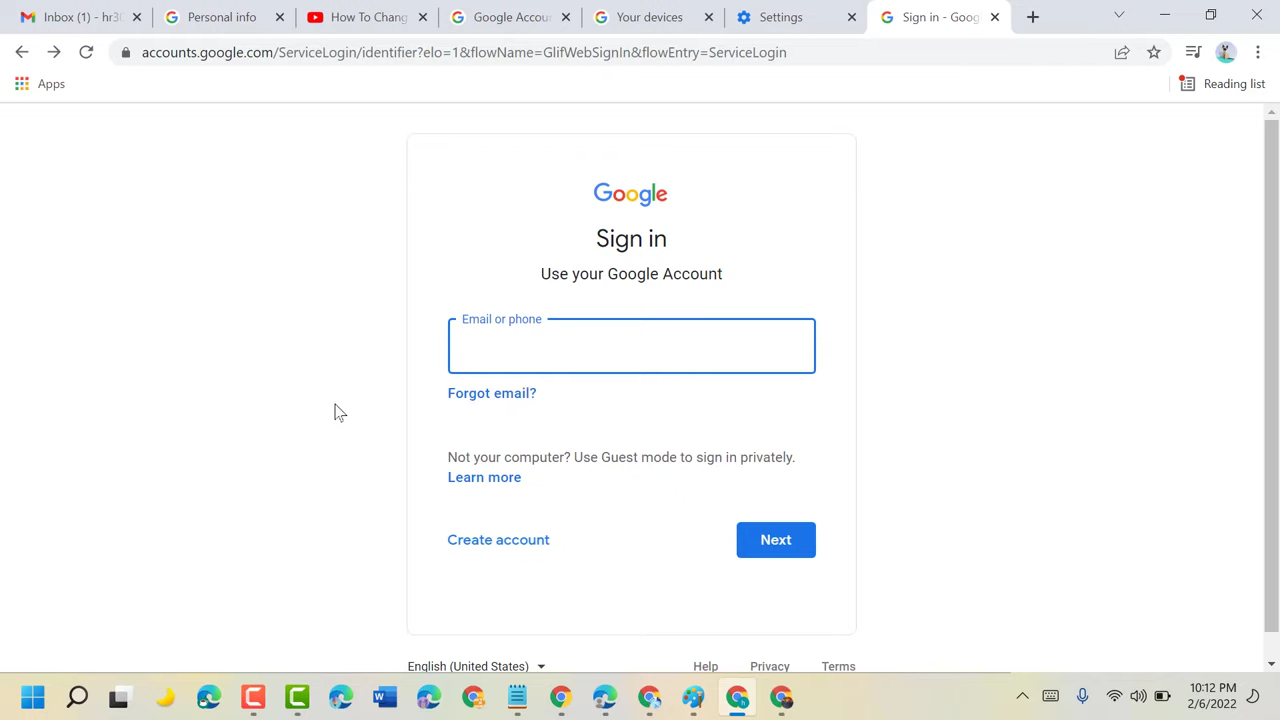 Inbox (1) - hr3
Personal info
How To Chang
Google Accou
Your devices
Settings
Sign in - Goog
accounts.google.com/ServiceLogin/identifier?elo=1&flowName=GlifWebSignIn&flowEntry=ServiceLogin
Apps
Reading list
Google
Sign in
Use your Google Account
Email or phone
Forgot email?
Not your computer? Use Guest mode to sign in privately.
Learn more
Create account
Next
English (United States)
Help
Privacy
Terms
10:12 PM
2/6/2022